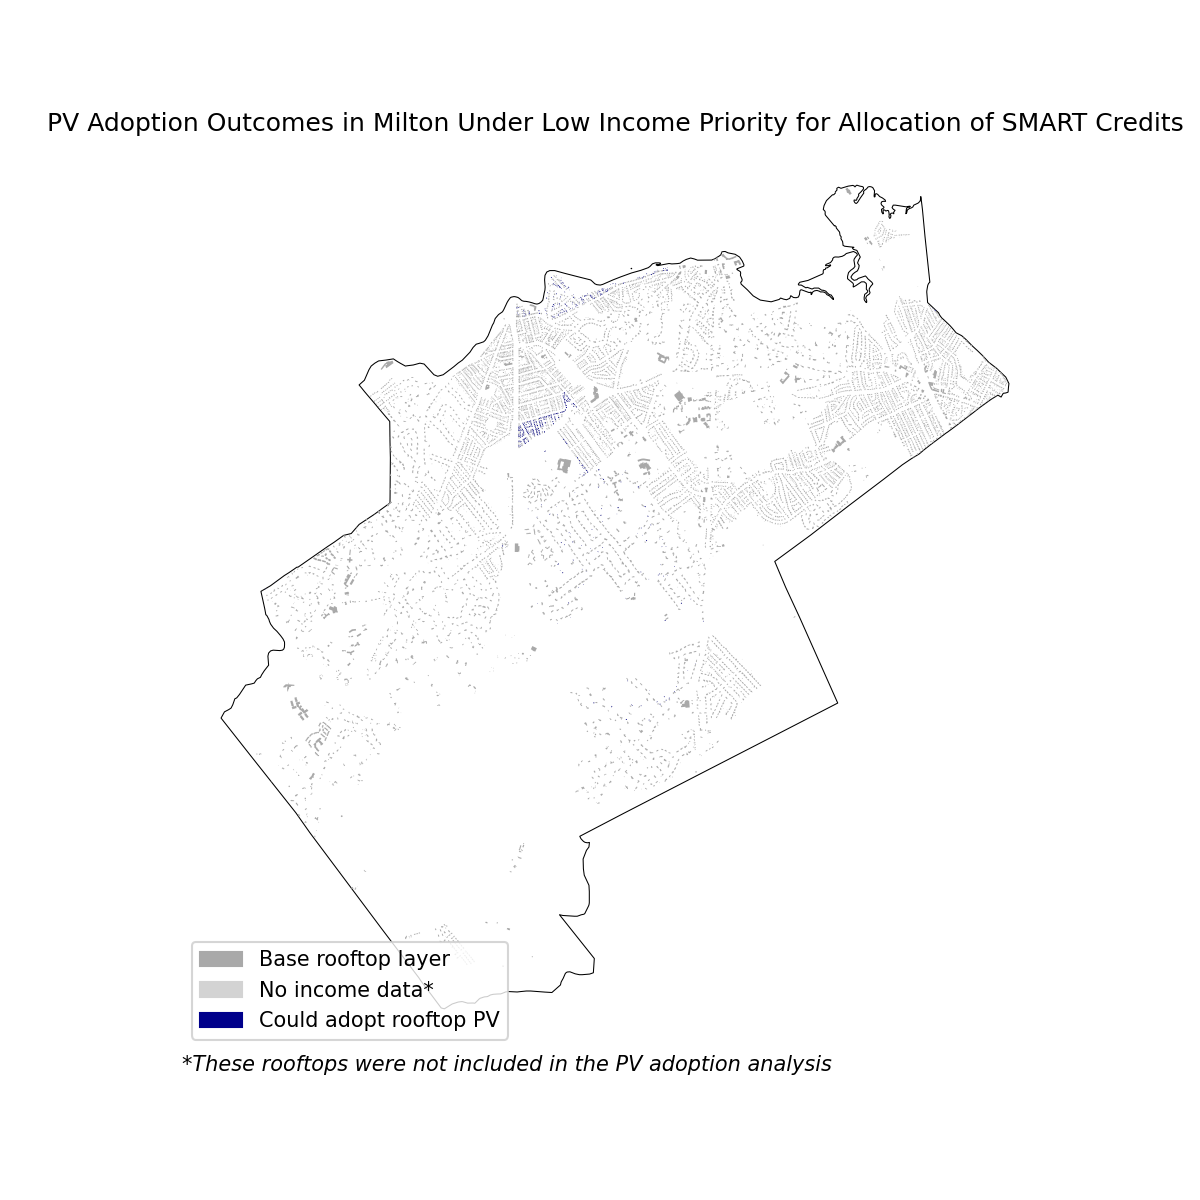 PV Adoption Outcomes in Milton Under Low Income Priority for Allocation of SMART Credits
Base rooftop layer
No income data*
Could adopt rooftop PV
*These rooftops were not included in the PV adoption analysis